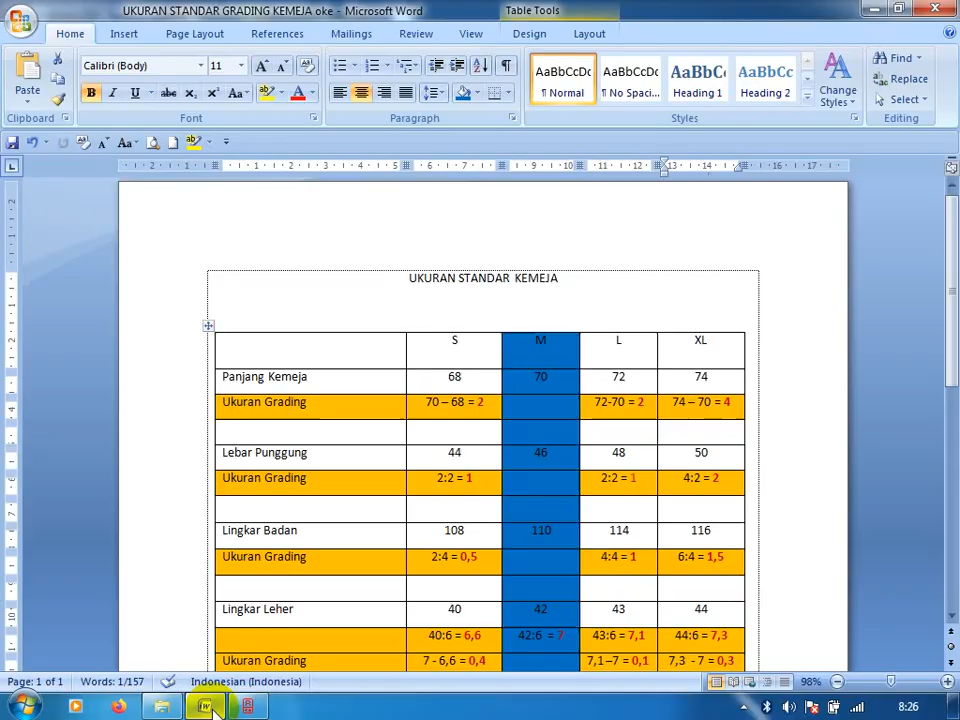 UKURAN STANDAR GRADING KEMEJA oke - Microsoft Word
Table Tools
Home Insert Page Layout References Mailings Review View Design Layout
Calibri (Body) 11
Paste
AaBbCcDc AaBbCcDc AaBbCc AaBbCc
¶ Normal ¶ No Spaci... Heading 1 Heading 2
Change Styles
Find
Replace
Select
Clipboard Font Paragraph Styles Editing
UKURAN STANDAR KEMEJA
S M L XL
Panjang Kemeja 68 70 72 74
Ukuran Grading 70 – 68 = 2 72-70 = 2 74 – 70 = 4
Lebar Punggung 44 46 48 50
Ukuran Grading 2:2 = 1 2:2 = 1 4:2 = 2
Lingkar Badan 108 110 114 116
Ukuran Grading 2:4 = 0,5 4:4 = 1 6:4 = 1,5
Lingkar Leher 40 42 43 44
40:6 = 6,6 42:6 = 7 43:6 = 7,1 44:6 = 7,3
Ukuran Grading 7 - 6,6 = 0,4 7,1–7 = 0,1 7,3 - 7 = 0,3
Page: 1 of 1 Words: 1/157 Indonesian (Indonesia) 98%
8:26